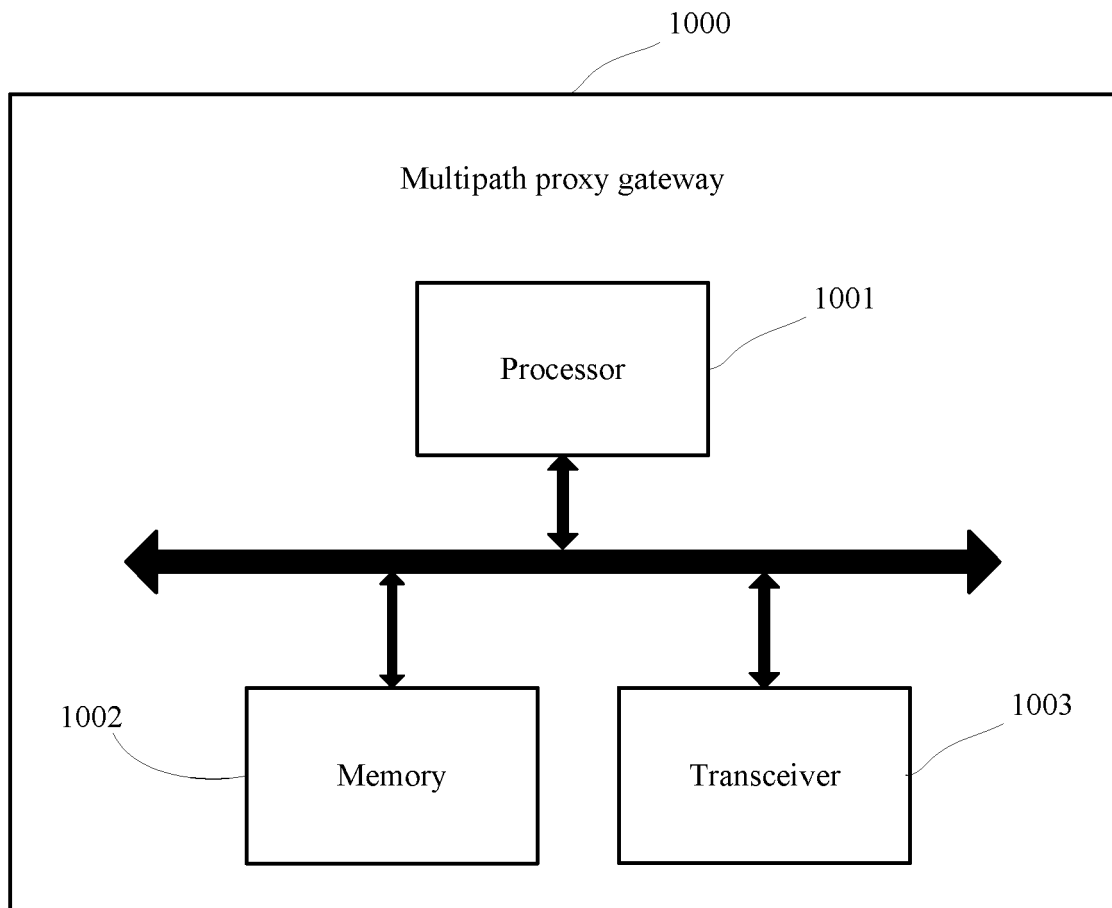 1000
Multipath proxy gateway
1001
Processor
1002
1003
Memory
Transceiver